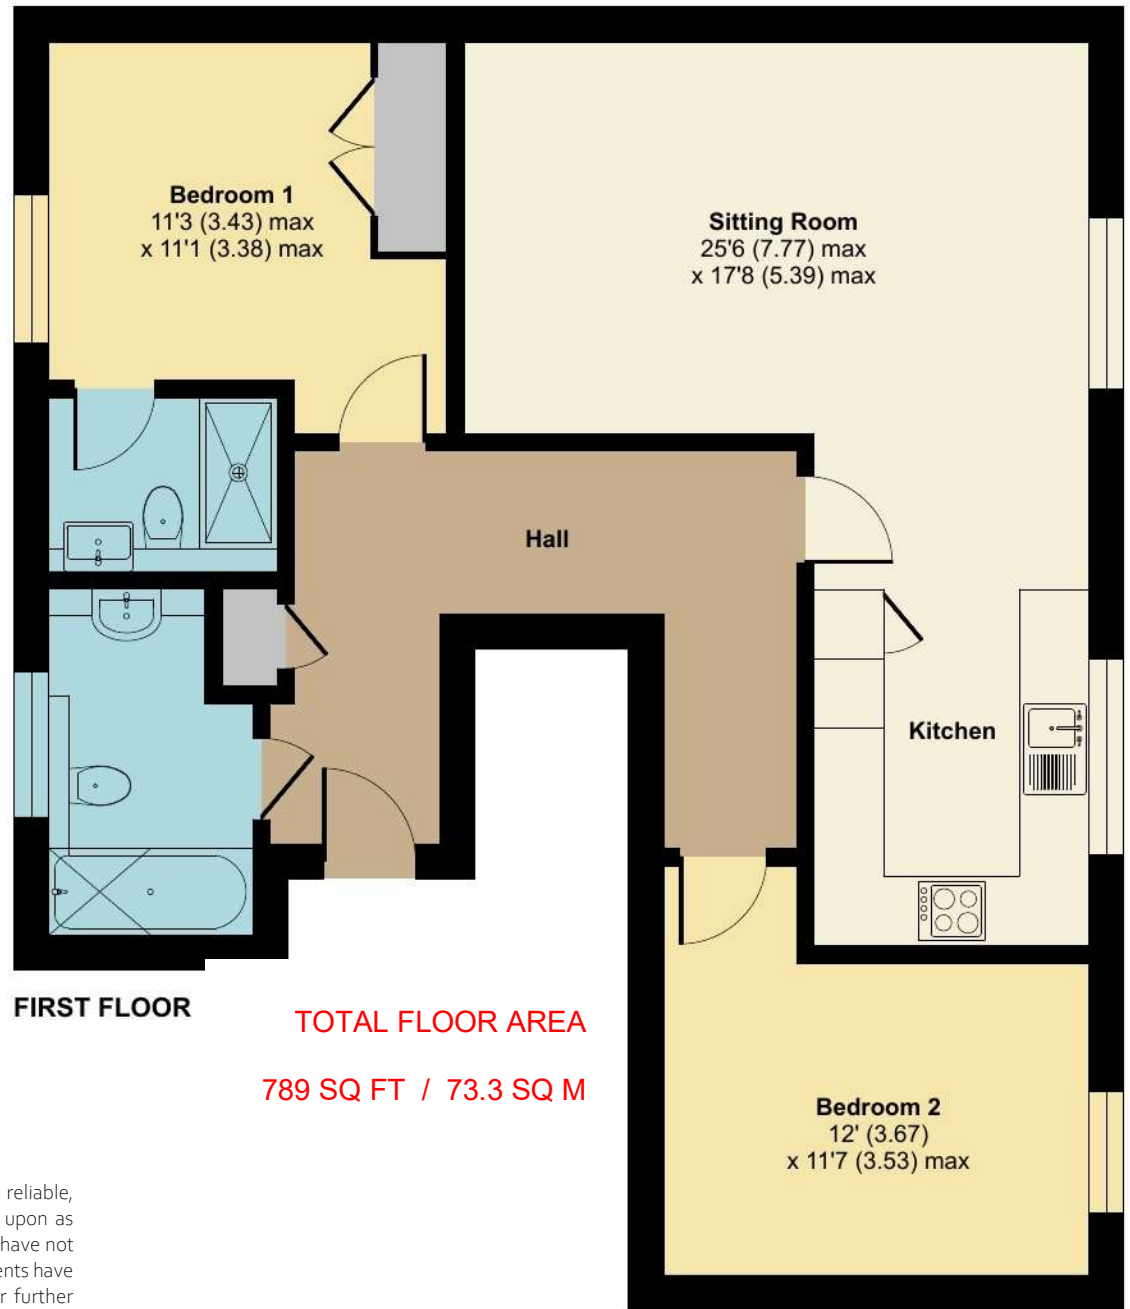 Bedroom 1
11'3 (3.43) max
x 11'1 (3.38) max
Sitting Room
25'6 (7.77) max
x 17'8 (5.39) max
Hall
Kitchen
FIRST FLOOR
TOTAL FLOOR AREA
789 SQ FT / 73.3 SQ M
Bedroom 2
12' (3.67)
x 11'7 (3.53) max
reliable,
upon as
have not
ents have
r further